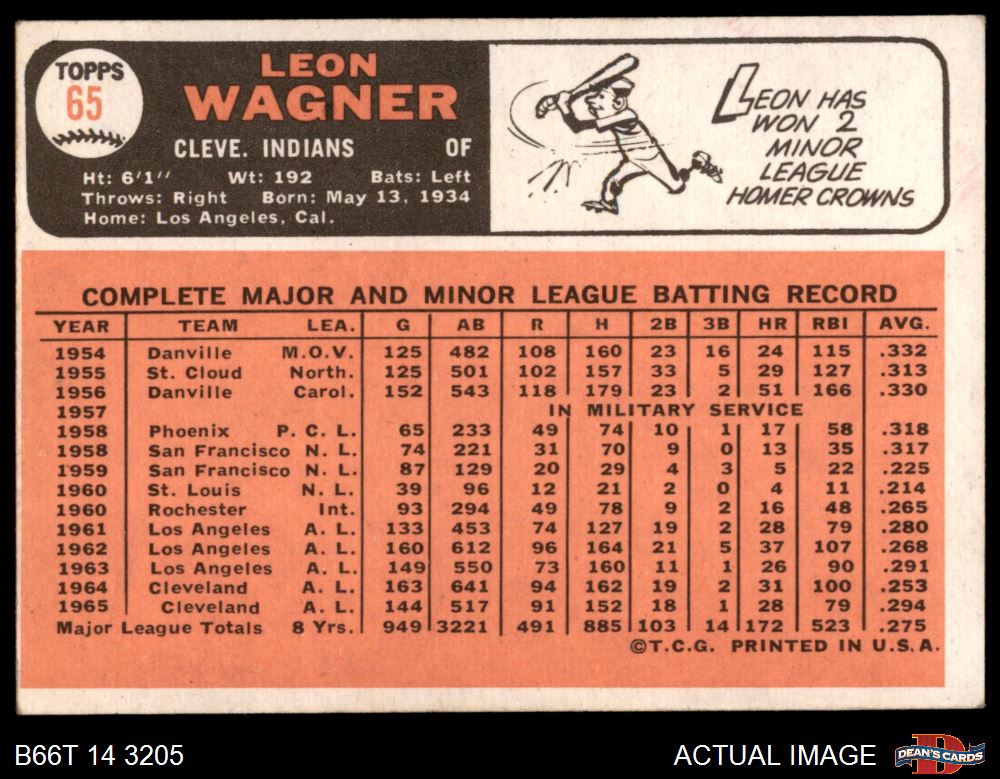 TOPPS
65
LEON
WAGNER
CLEVE. INDIANS OF
Ht: 6'1" Wt: 192 Bats: Left
Throws: Right Born: May 13, 1934
Home: Los Angeles, Cal.
LEON HAS
WON 2
MINOR
LEAGUE
HOMER CROWNS
COMPLETE MAJOR AND MINOR LEAGUE BATTING RECORD
YEAR TEAM LEA. G AB R H 2B 3B HR RBI AVG.
1954 Danville M.O.V. 125 482 108 160 23 16 24 115 .332
1955 St. Cloud North. 125 501 102 157 33 5 29 127 .313
1956 Danville Carol. 152 543 118 179 23 2 51 166 .330
1957 IN MILITARY SERVICE
1958 Phoenix P. C. L. 65 233 49 74 10 1 17 58 .318
1958 San Francisco N. L. 74 221 31 70 9 0 13 35 .317
1959 San Francisco N. L. 87 129 20 29 4 3 5 22 .225
1960 St. Louis N. L. 39 96 12 21 2 0 4 11 .214
1960 Rochester Int. 93 294 49 78 9 2 16 48 .265
1961 Los Angeles A. L. 133 453 74 127 19 2 28 79 .280
1962 Los Angeles A. L. 160 612 96 164 21 5 37 107 .268
1963 Los Angeles A. L. 149 550 73 160 11 1 26 90 .291
1964 Cleveland A. L. 163 641 94 162 19 2 31 100 .253
1965 Cleveland A. L. 144 517 91 152 18 1 28 79 .294
Major League Totals 8 Yrs. 949 3221 491 885 103 14 172 523 .275
©T.C.G. PRINTED IN U.S.A.
B66T 14 3205
ACTUAL IMAGE
DEAN'S CARDS